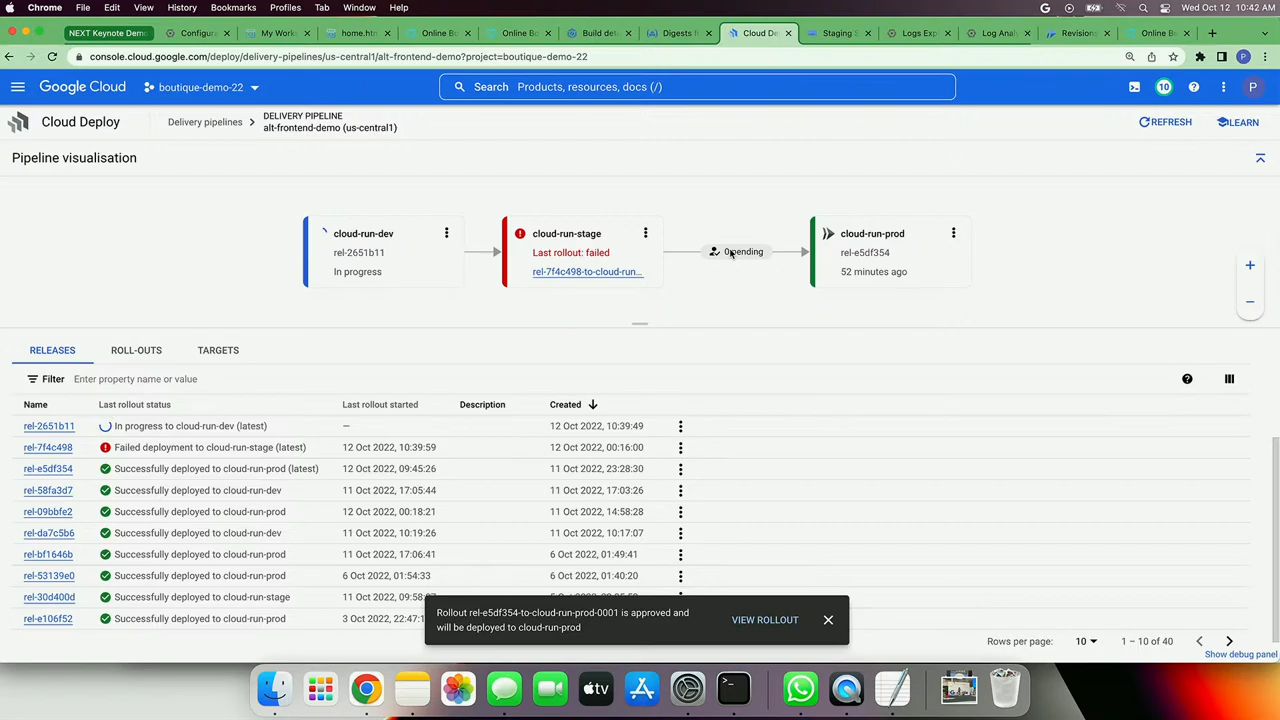 Chrome File Edit View History Bookmarks Profiles Tab Window Help Wed Oct 12 10:42 AM
NEXT Keynote Demo Configura My Work home.htm Online Bo Online Bo Build deta Digests f Cloud De Staging S Logs Exp Log Analy Revisions Online Bo
console.cloud.google.com/deploy/delivery-pipelines/us-central1/alt-frontend-demo?project=boutique-demo-22
Google Cloud boutique-demo-22 Search Products, resources, docs (/) 10 P
Cloud Deploy Delivery pipelines DELIVERY PIPELINE REFRESH LEARN
alt-frontend-demo (us-central1)
Pipeline visualisation
cloud-run-dev
rel-2651b11
In progress
cloud-run-stage
Last rollout: failed
rel-7f4c498-to-cloud-run...
0 pending
cloud-run-prod
rel-e5df354
52 minutes ago
RELEASES ROLL-OUTS TARGETS
Filter Enter property name or value
Name Last rollout status Last rollout started Description Created
rel-2651b11 In progress to cloud-run-dev (latest) — 12 Oct 2022, 10:39:49
rel-7f4c498 Failed deployment to cloud-run-stage (latest) 12 Oct 2022, 10:39:59 12 Oct 2022, 00:16:00
rel-e5df354 Successfully deployed to cloud-run-prod (latest) 12 Oct 2022, 09:45:26 11 Oct 2022, 23:28:30
rel-58fa3d7 Successfully deployed to cloud-run-dev 11 Oct 2022, 17:05:44 11 Oct 2022, 17:03:26
rel-09bbfe2 Successfully deployed to cloud-run-prod 12 Oct 2022, 00:18:21 11 Oct 2022, 14:58:28
rel-da7c5b6 Successfully deployed to cloud-run-dev 11 Oct 2022, 10:19:26 11 Oct 2022, 10:17:07
rel-bf1646b Successfully deployed to cloud-run-prod 11 Oct 2022, 17:06:41 6 Oct 2022, 01:49:41
rel-53139e0 Successfully deployed to cloud-run-prod 6 Oct 2022, 01:54:33 6 Oct 2022, 01:40:20
rel-30d400d Successfully deployed to cloud-run-stage 11 Oct 2022, 09:58:
rel-e106f52 Successfully deployed to cloud-run-prod 3 Oct 2022, 22:47:1
Rollout rel-e5df354-to-cloud-run-prod-0001 is approved and
will be deployed to cloud-run-prod
VIEW ROLLOUT
Rows per page: 10 1 – 10 of 40
Show debug panel